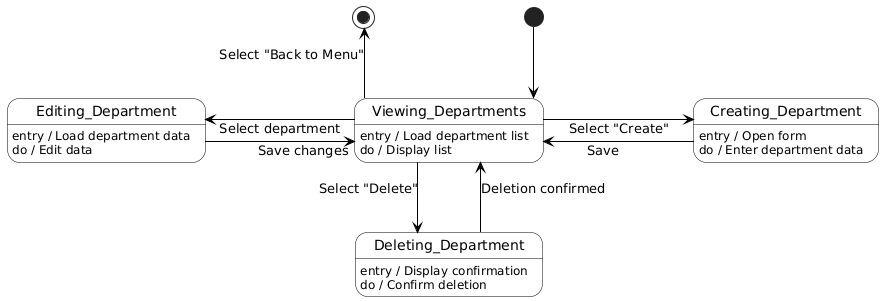 Select "Back to Menu"
Editing_Department
entry / Load department data
do / Edit data
Select department
Save changes
Viewing_Departments
entry / Load department list
do / Display list
Select "Create"
Save
Creating_Department
entry / Open form
do / Enter department data
Select "Delete"
Deletion confirmed
Deleting_Department
entry / Display confirmation
do / Confirm deletion